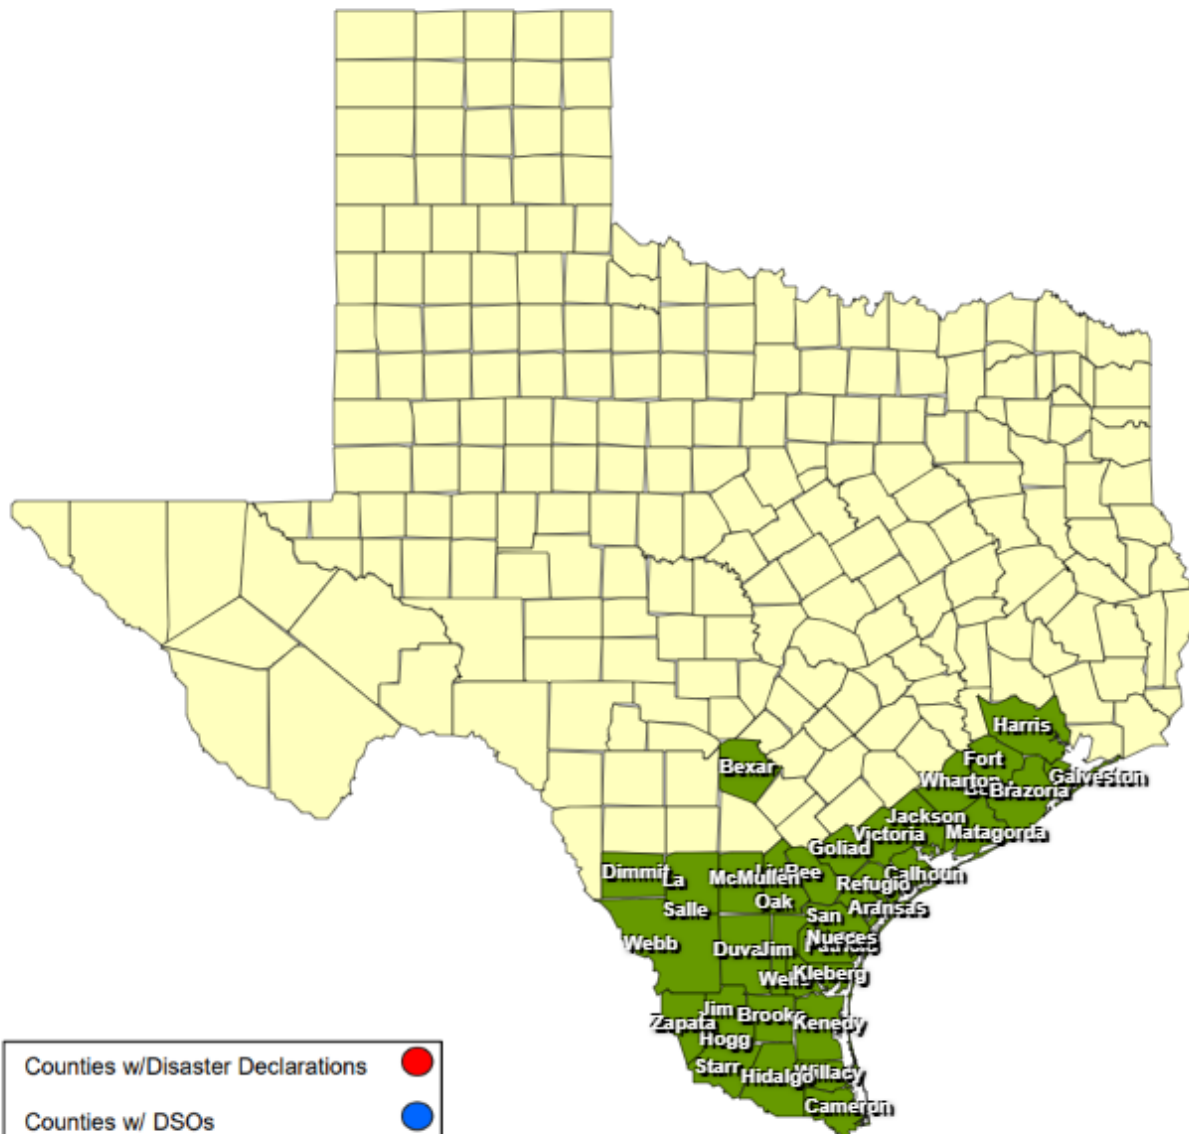 Harris
Fort
Bexar
Galveston
Wharton
Brazoria
Jackson
Victoria
Matagorda
Goliad
Dimmit
La
McMullen
Bee
Calhoun
Refugio
Salle
Oak
San
Aransas
Webb
Nueces
Duval
Jim
Wells
Kleberg
Jim
Brooks
Zapata
Kenedy
Hogg
Starr
Hidalgo
Willacy
Cameron
Counties w/Disaster Declarations
Counties w/ DSOs